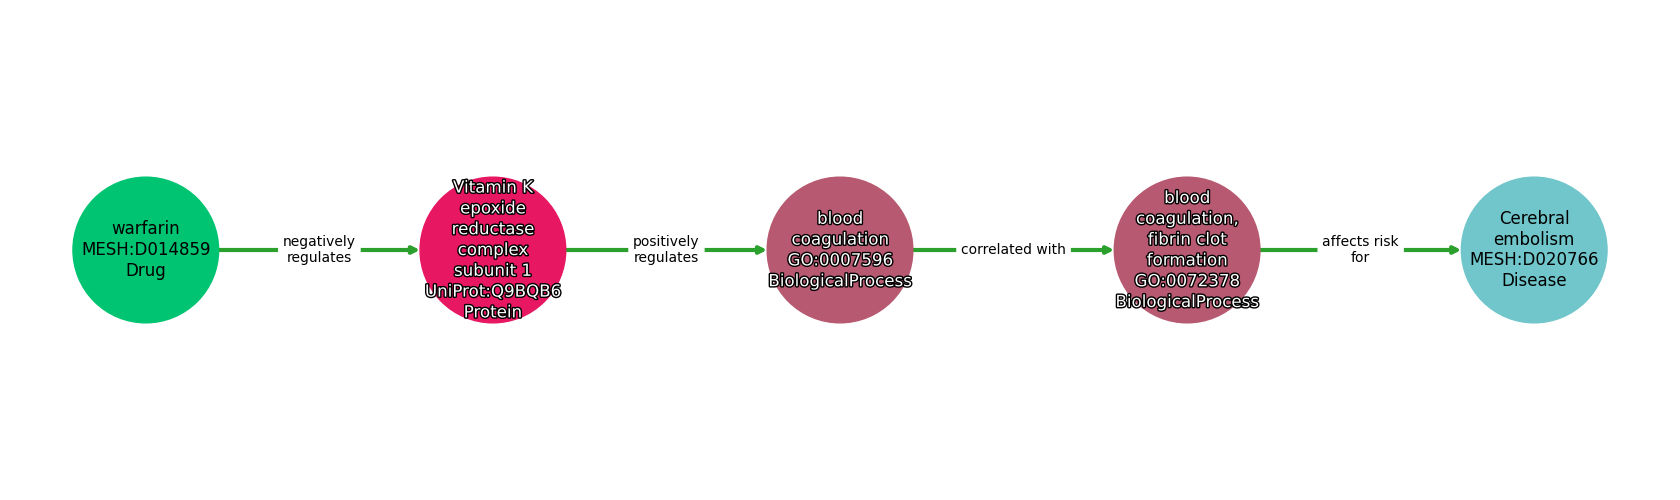 warfarin
MESH:D014859
Drug
negatively
regulates
Vitamin K
epoxide
reductase
complex
subunit 1
UniProt:Q9BQB6
Protein
positively
regulates
blood
coagulation
GO:0007596
BiologicalProcess
correlated with
blood
coagulation,
fibrin clot
formation
GO:0072378
BiologicalProcess
affects risk
for
Cerebral
embolism
MESH:D020766
Disease